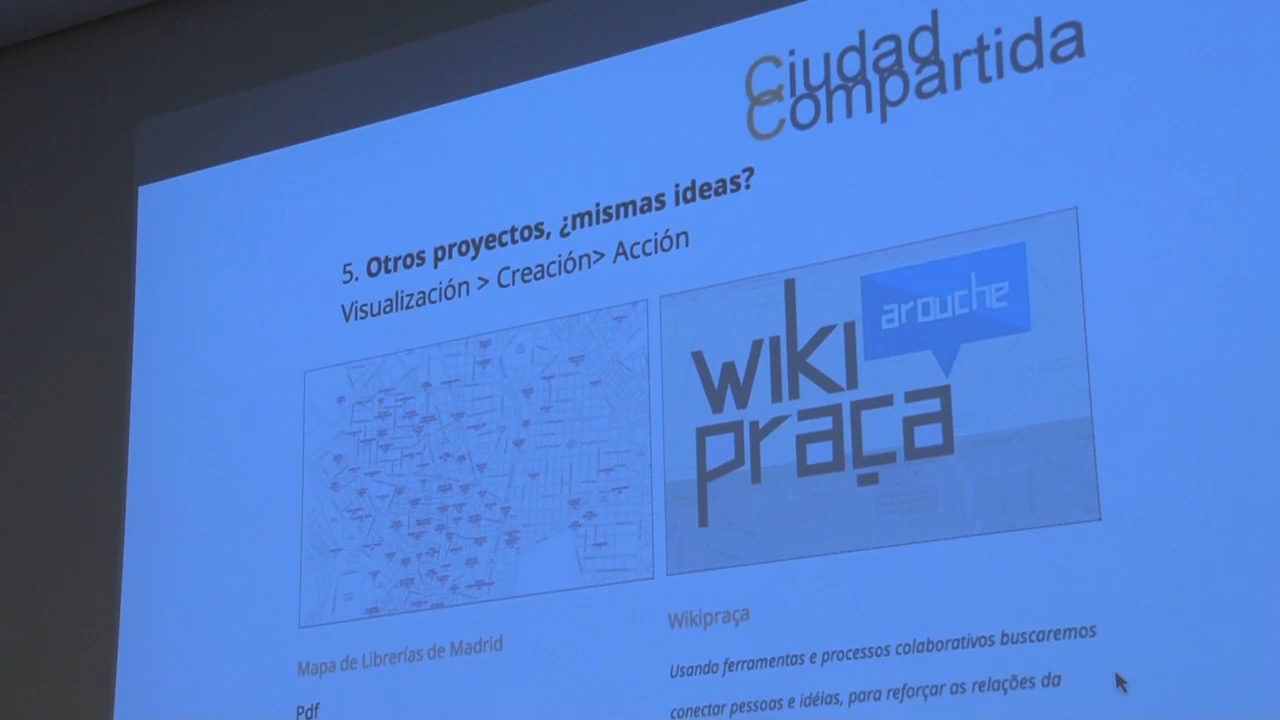 Ciudad
Compartida
5. Otros proyectos, ¿mismas ideas?
Visualización > Creación> Acción
wiki
arouche
praça
Mapa de Librerías de Madrid
Pdf
Wikipraça
Usando ferramentas e processos colaborativos buscaremos
conectar pessoas e idéias, para reforçar as relações da